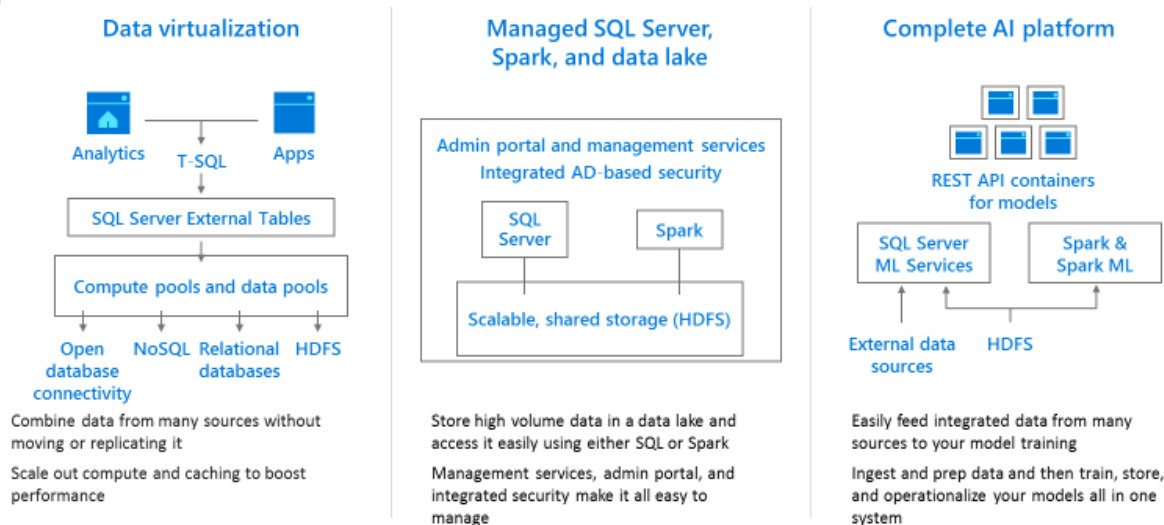 Data virtualization
Analytics
T-SQL
Apps
SQL Server External Tables
Compute pools and data pools
Open
database
connectivity
NoSQL
Relational
databases
HDFS
Combine data from many sources without
moving or replicating it
Scale out compute and caching to boost
performance
Managed SQL Server,
Spark, and data lake
Admin portal and management services
Integrated AD-based security
SQL
Server
Spark
Scalable, shared storage (HDFS)
Store high volume data in a data lake and
access it easily using either SQL or Spark
Management services, admin portal, and
integrated security make it all easy to
manage
Complete AI platform
REST API containers
for models
SQL Server
ML Services
Spark &
Spark ML
External data
sources
HDFS
Easily feed integrated data from many
sources to your model training
Ingest and prep data and then train, store,
and operationalize your models all in one
system